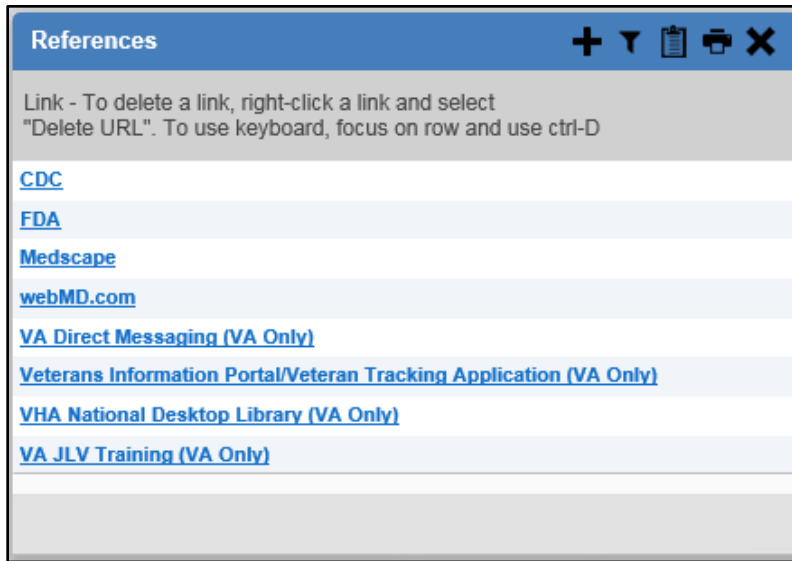 References
Link - To delete a link, right-click a link and select
"Delete URL". To use keyboard, focus on row and use ctrl-D
CDC
FDA
Medscape
webMD.com
VA Direct Messaging (VA Only)
Veterans Information Portal/Veteran Tracking Application (VA Only)
VHA National Desktop Library (VA Only)
VA JLV Training (VA Only)